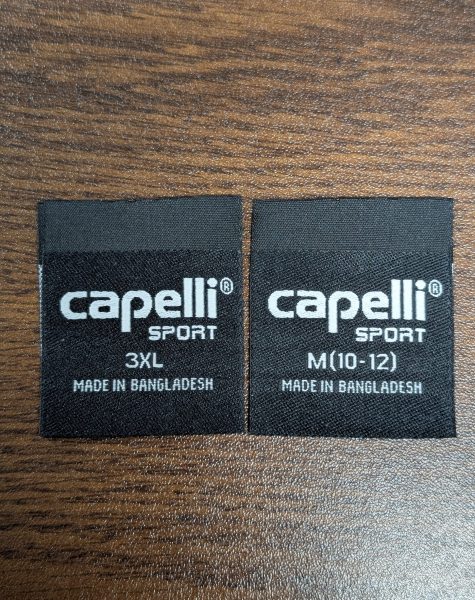 capelli®
SPORT
3XL
MADE IN BANGLADESH
capelli®
SPORT
M(10-12)
MADE IN BANGLADESH